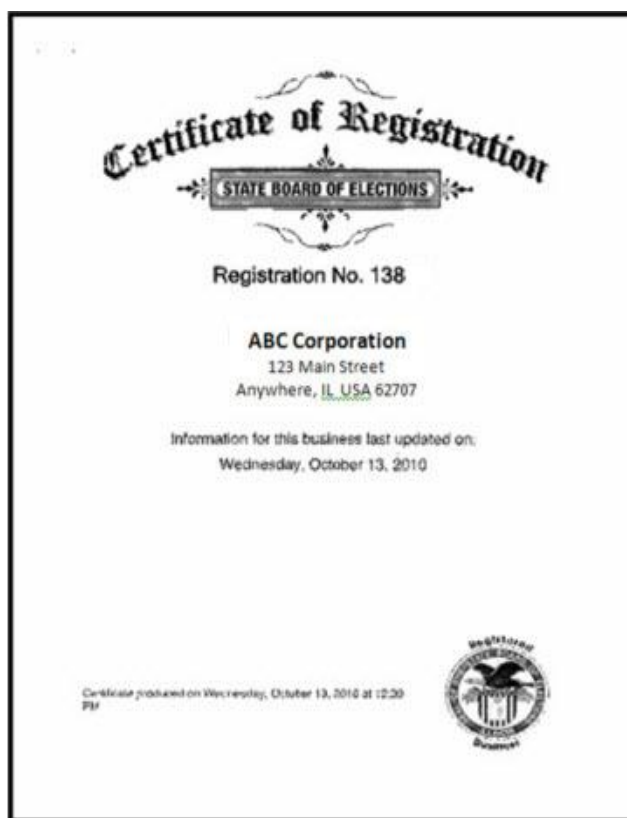 Certificate of Registration
STATE BOARD OF ELECTIONS
Registration No. 138
ABC Corporation
123 Main Street
Anywhere, IL USA 62707
Information for this business last updated on:
Wednesday, October 13, 2010
Registered
Certificate produced on Wednesday, October 13, 2010 at 12:30
PM
ILLINOIS
Business